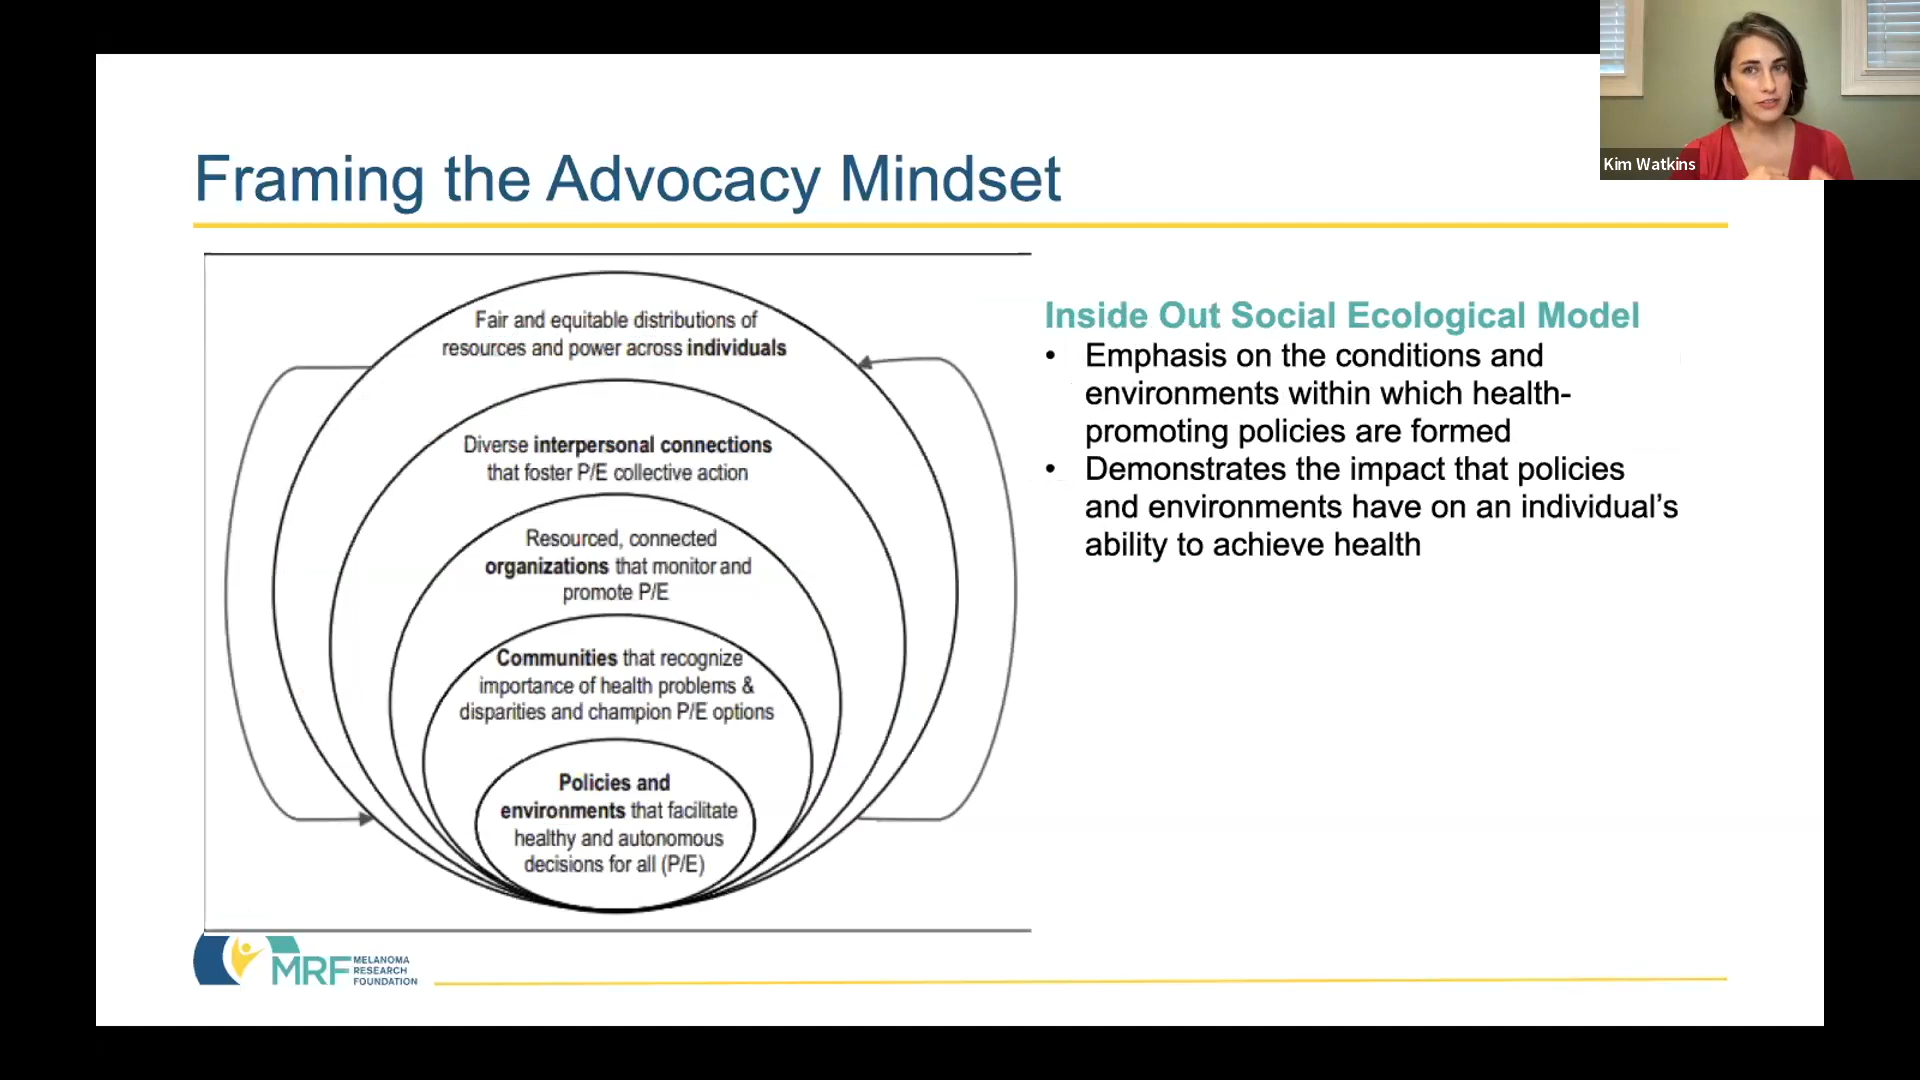 Kim Watkins
Framing the Advocacy Mindset
Fair and equitable distributions of
resources and power across individuals
Diverse interpersonal connections
that foster P/E collective action
Resourced, connected
organizations that monitor and
promote P/E
Communities that recognize
importance of health problems &
disparities and champion P/E options
Policies and
environments that facilitate
healthy and autonomous
decisions for all (P/E)
Inside Out Social Ecological Model
• Emphasis on the conditions and
environments within which health-
promoting policies are formed
• Demonstrates the impact that policies
and environments have on an individual’s
ability to achieve health
MRF
MELANOMA
RESEARCH
FOUNDATION